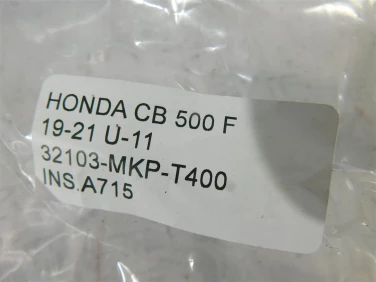 HONDA CB 500 F
19-21 U-11
32103-MKP-T400
INS.A715